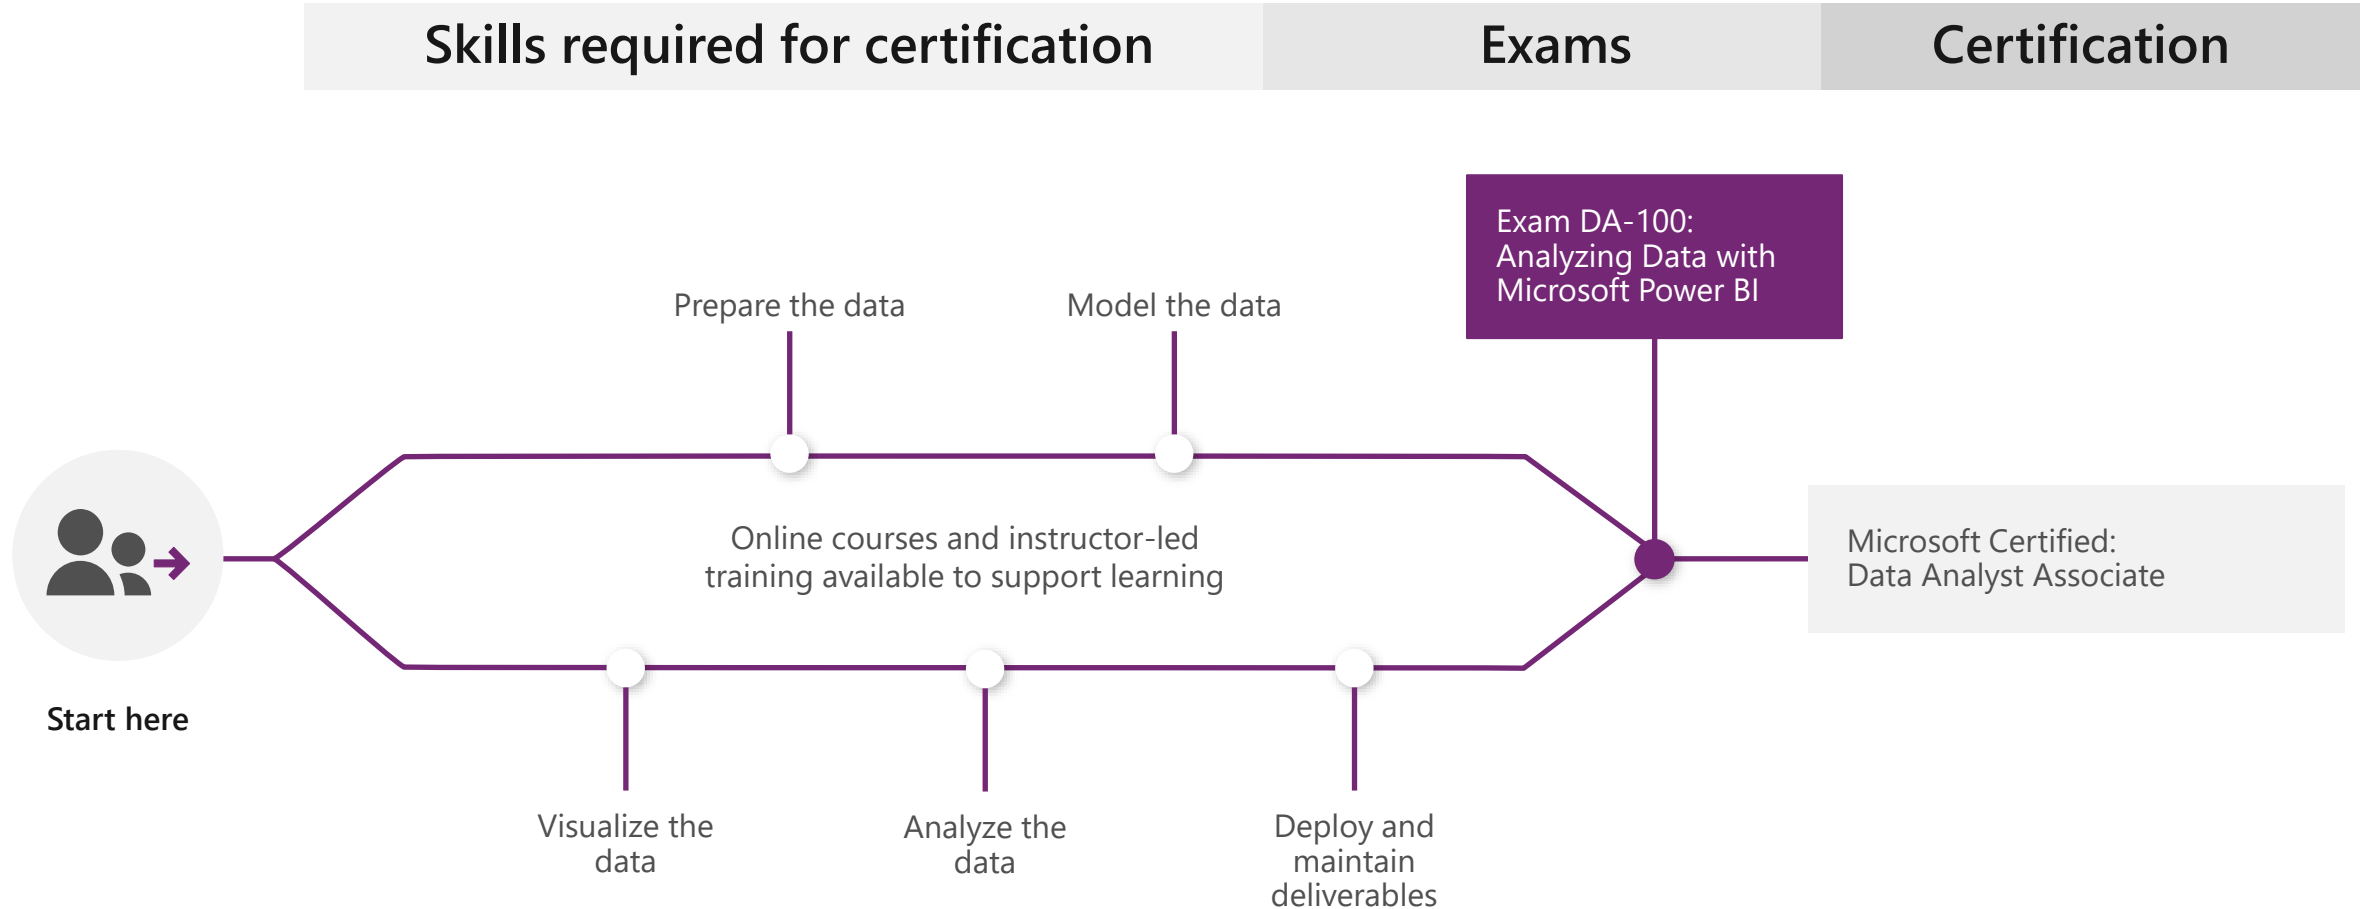 Skills required for certification
Exams
Certification
Exam DA-100:
Analyzing Data with
Microsoft Power BI
Prepare the data
Model the data
Online courses and instructor-led
training available to support learning
Microsoft Certified:
Data Analyst Associate
Start here
Visualize the
data
Analyze the
data
Deploy and
maintain
deliverables